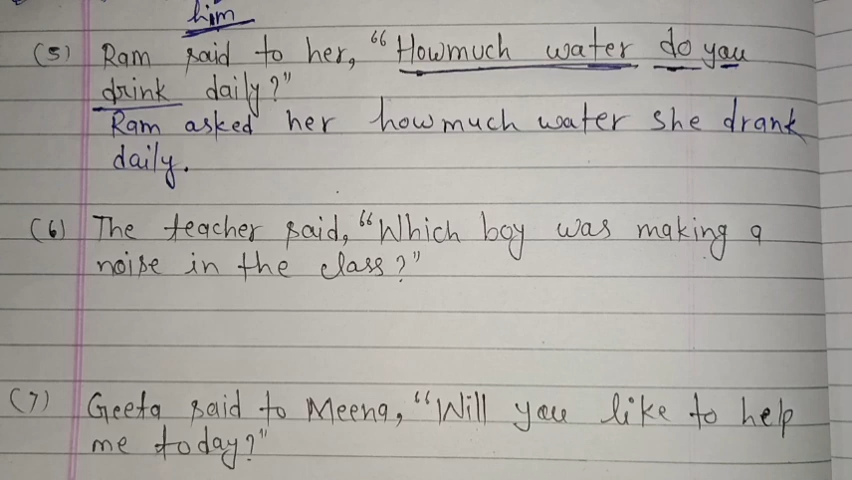 him
(5) Ram said to her, "Howmuch water do you
drink daily?"
Ram asked her howmuch water she drank
daily.
(6) The teacher said, "Which boy was making a
noise in the class?"
(7) Geeta said to Meena, "Will you like to help
me today?"